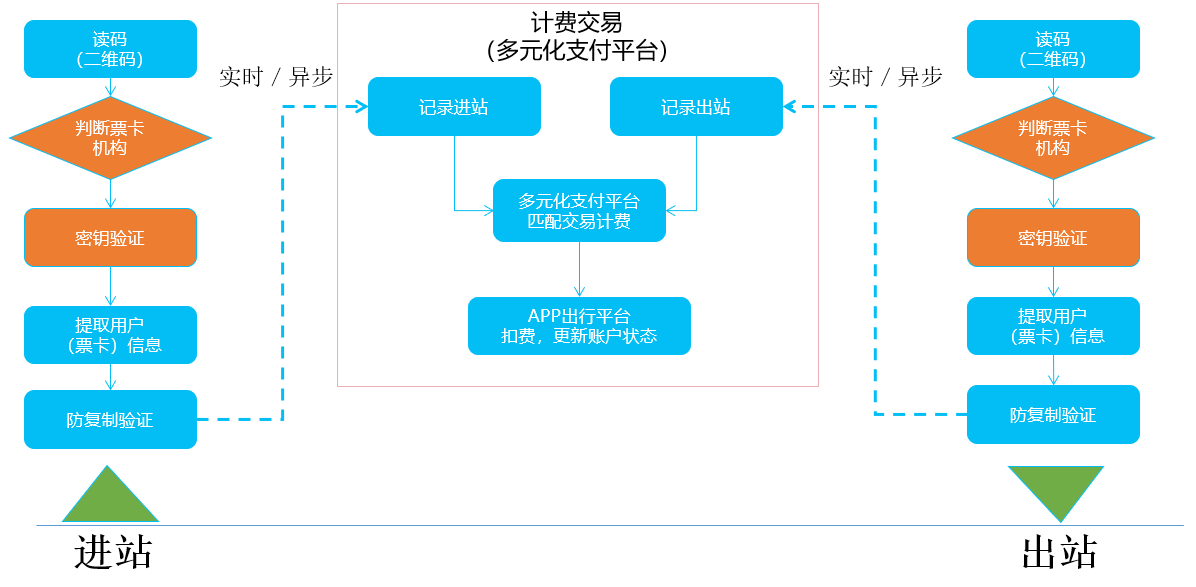 读码
（二维码）
判断票卡
机构
密钥验证
提取用户
（票卡）信息
防复制验证
进站
实时 / 异步
计费交易
（多元化支付平台）
记录进站
记录出站
多元化支付平台
匹配交易计费
APP出行平台
扣费，更新账户状态
实时 / 异步
读码
（二维码）
判断票卡
机构
密钥验证
提取用户
（票卡）信息
防复制验证
出站